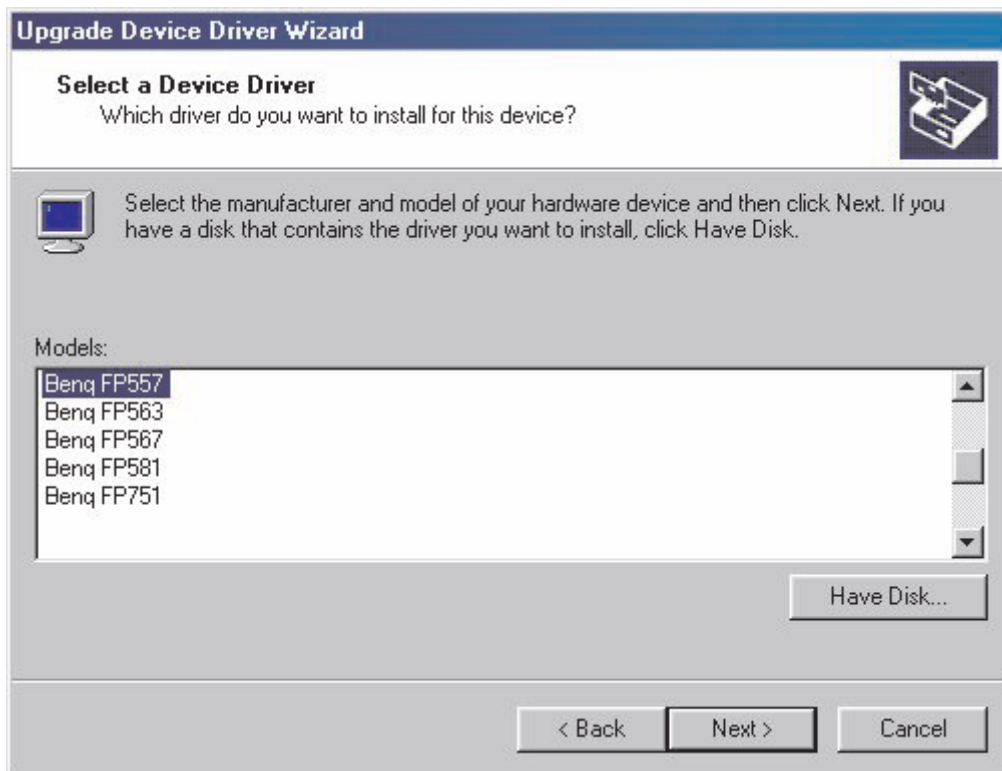 Upgrade Device Driver Wizard
Select a Device Driver
Which driver do you want to install for this device?
Select the manufacturer and model of your hardware device and then click Next. If you
have a disk that contains the driver you want to install, click Have Disk.
Models:
Benq FP557
Benq FP563
Benq FP567
Benq FP581
Benq FP751
Have Disk...
< Back
Next >
Cancel